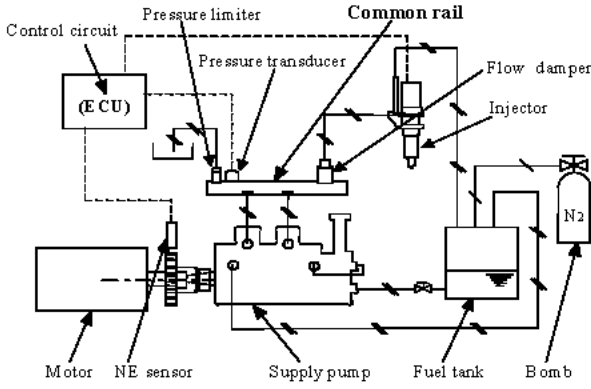 Pressure limiter
Common rail
Control circuit
Pressure transducer
Flow damper
(ECU)
Injector
N2
Motor
NE sensor
Supply pump
Fuel tank
Bomb